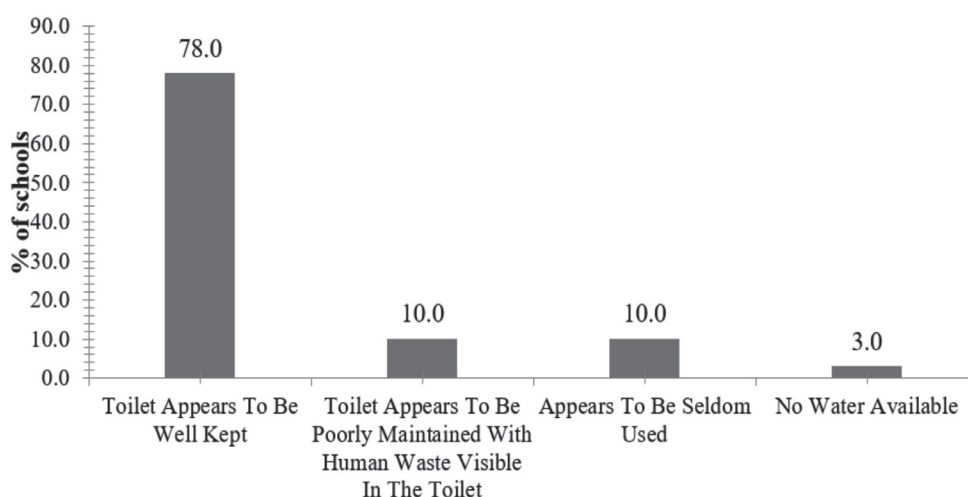 90.0
80.0
70.0
60.0
50.0
40.0
30.0
20.0
10.0
0.0
% of schools
78.0
10.0
10.0
3.0
Toilet Appears To Be
Well Kept
Toilet Appears To Be
Poorly Maintained With
Human Waste Visible
In The Toilet
Appears To Be Seldom
Used
No Water Available